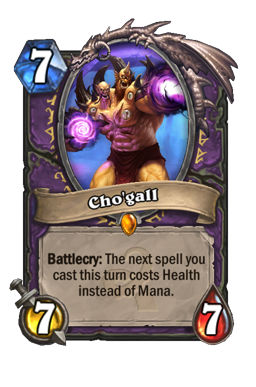 7
Cho'gall
Battlecry: The next spell you
cast this turn costs Health
instead of Mana.
7
7